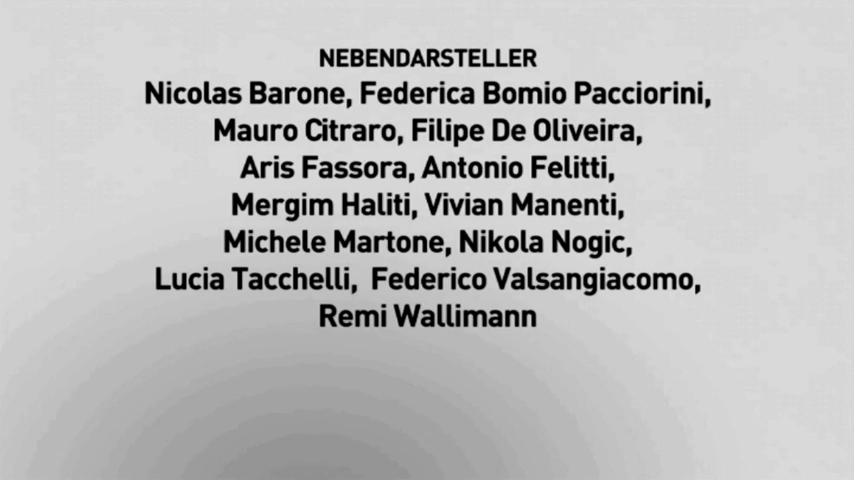 NEBENDARSTELLER
Nicolas Barone, Federica Bomio Pacciorini,
Mauro Citraro, Filipe De Oliveira,
Aris Fassora, Antonio Felitti,
Mergim Haliti, Vivian Manenti,
Michele Martone, Nikola Nogic,
Lucia Tacchelli, Federico Valsangiacomo,
Remi Wallimann